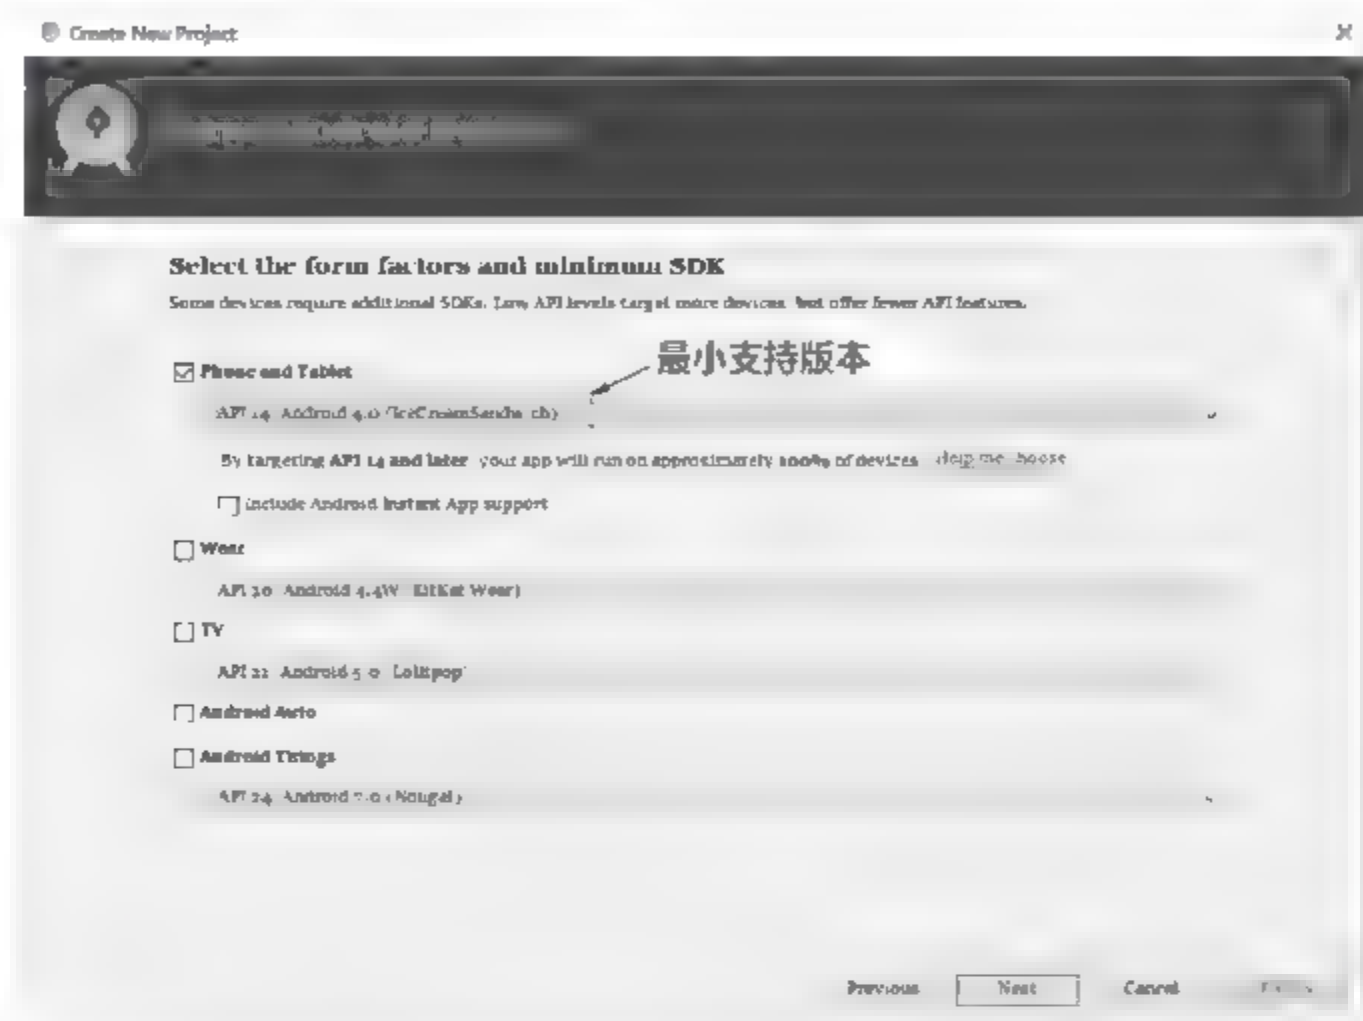 Create New Project
Select the form factors and minimum SDK
Some devices require additional SDKs. Low API levels target more devices, but offer fewer API features.
最小支持版本
Phone and Tablet
API 14 Android 4.0 (IceCreamSandwich)
By targeting API 14 and later your app will run on approximately 100% of devices. Help me choose
Include Android Instant App support
Wear
API 20 Android 4.4W KitKat Wear)
TV
API 21 Android 5.0 Lollipop)
Android Auto
Android Things
API 24 Android 7.0 (Nougat)
Previous
Next
Cancel